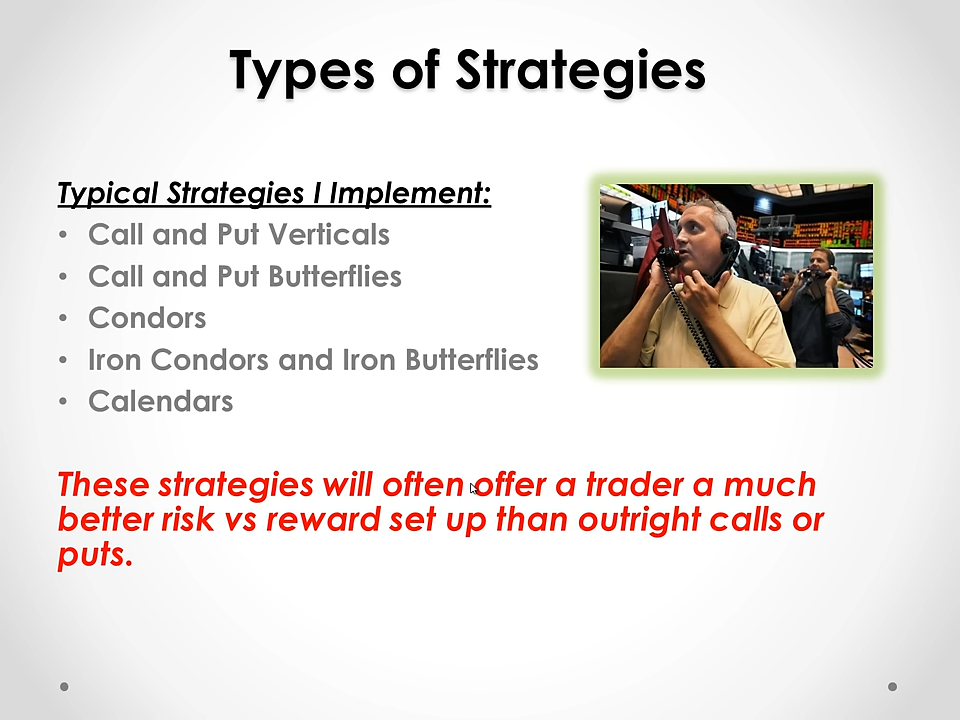 Types of Strategies
Typical Strategies I Implement:
• Call and Put Verticals
• Call and Put Butterflies
• Condors
• Iron Condors and Iron Butterflies
• Calendars
These strategies will often offer a trader a much
better risk vs reward set up than outright calls or
puts.